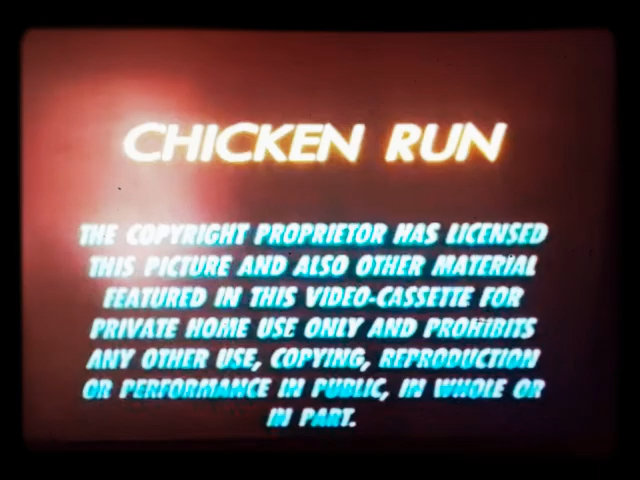 CHICKEN RUN
THE COPYRIGHT PROPRIETOR HAS LICENSED
THIS PICTURE AND ALSO OTHER MATERIAL
FEATURED IN THIS VIDEO-CASSETTE FOR
PRIVATE HOME USE ONLY AND PROHIBITS
ANY OTHER USE, COPYING, REPRODUCTION
OR PERFORMANCE IN PUBLIC, IN WHOLE OR
IN PART.